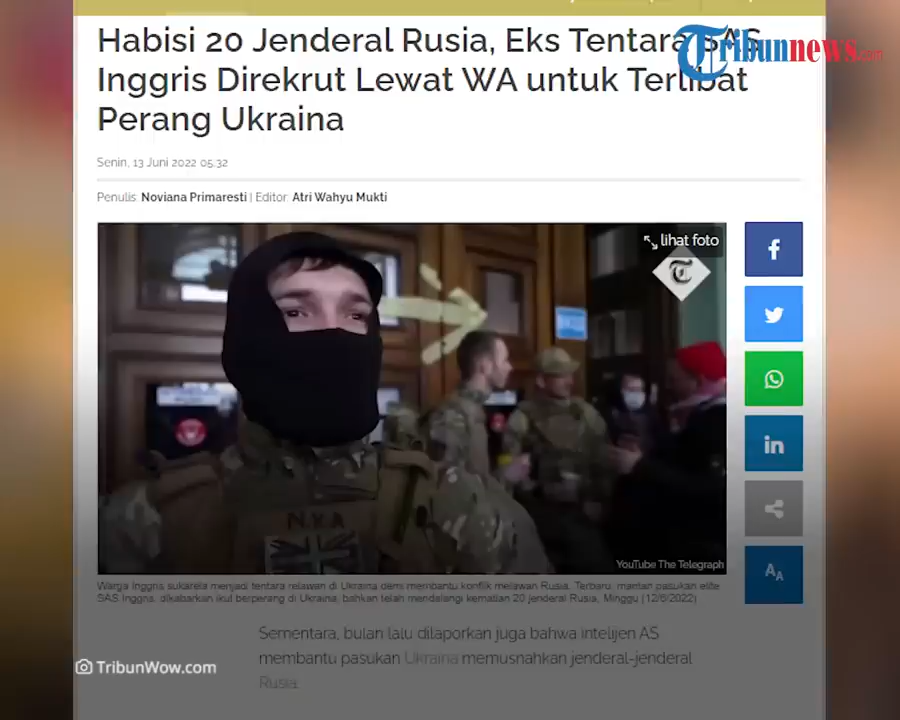 Habisi 20 Jenderal Rusia, Eks Tentara SAS
Tribunnews.com
Inggris Direkrut Lewat WA untuk Terlibat
Perang Ukraina
Senin, 13 Juni 2022 05:32
Penulis: Noviana Primaresti | Editor: Atri Wahyu Mukti
lihat foto
N.V.A
YouTube The Telegraph
Warga Inggris sukarela menjadi tentara relawan di Ukraina demi membantu konflik melawan Rusia. Terbaru, mantan pasukan elite
SAS Inggris, dikabarkan ikut berperang di Ukraina, bahkan telah mendalangi kematian 20 jenderal Rusia, Minggu (12/6/2022)
Sementara, bulan lalu dilaporkan juga bahwa intelijen AS
membantu pasukan Ukraina memusnahkan jenderal-jenderal
TribunWow.com
Rusia.